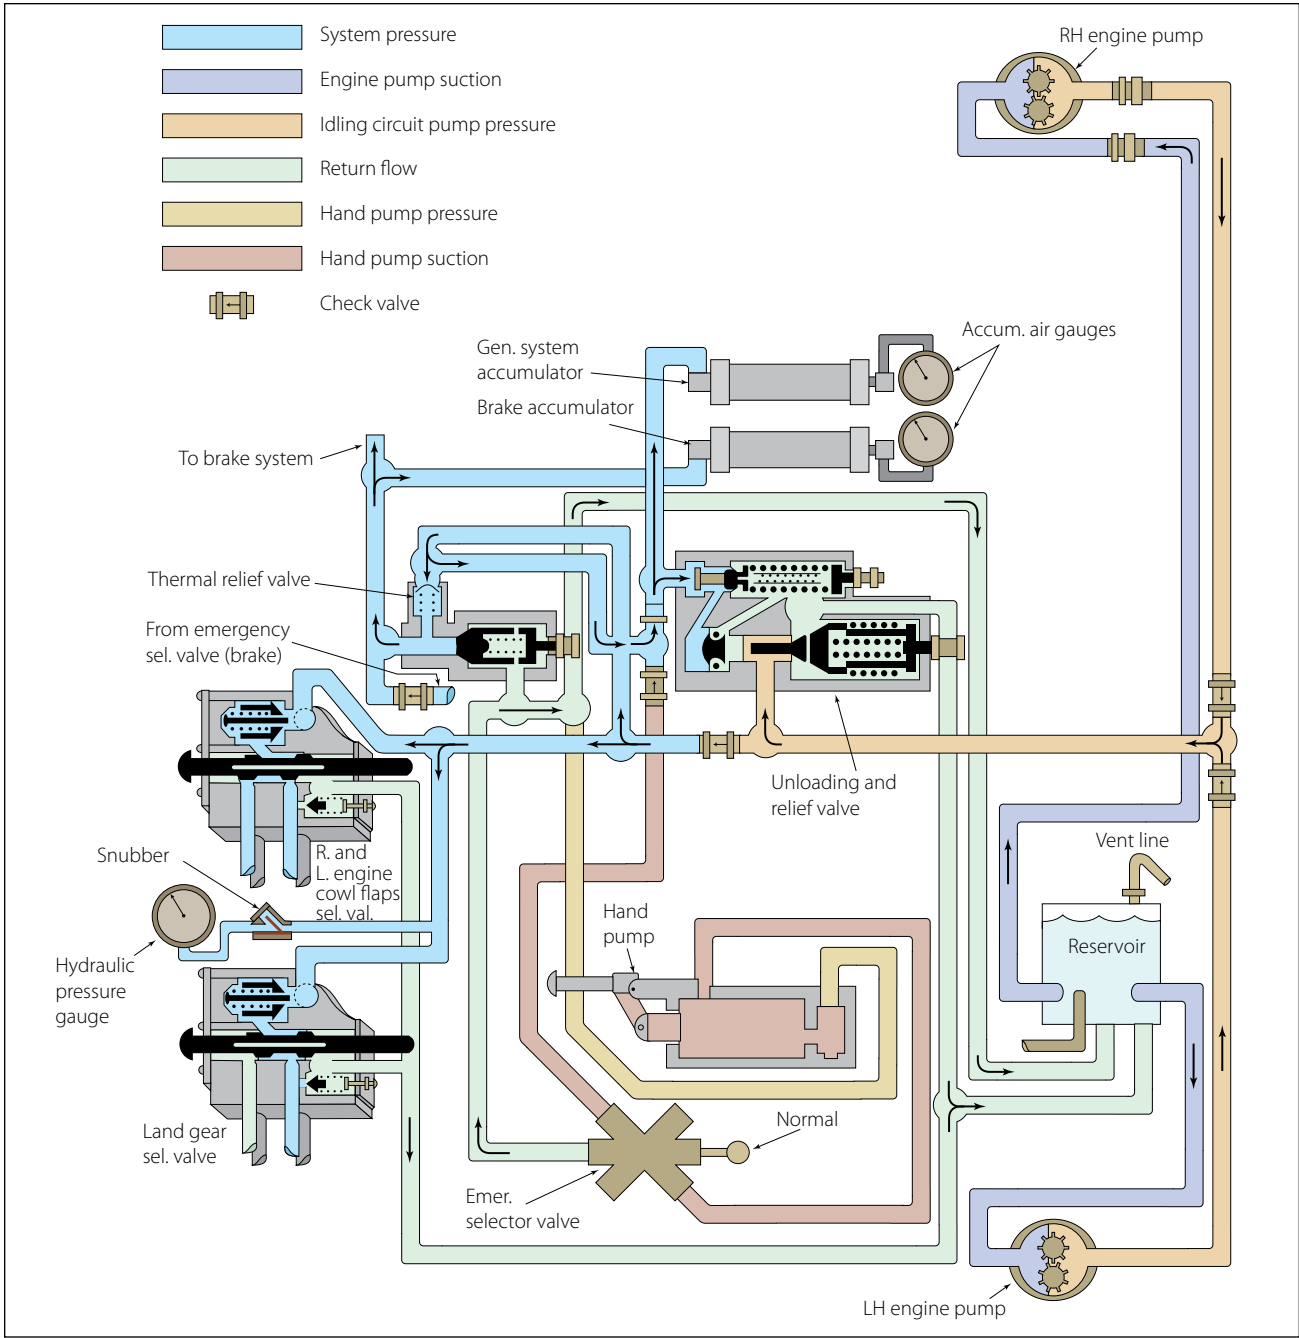 System pressure
Engine pump suction
Idling circuit pump pressure
Return flow
Hand pump pressure
Hand pump suction
Check valve
RH engine pump
Accum. air gauges
Gen. system
accumulator
Brake accumulator
To brake system
Thermal relief valve
From emergency
sel. valve (brake)
Unloading and
relief valve
R. and
L. engine
cowl flaps
sel. val.
Snubber
Hydraulic
pressure
gauge
Vent line
Reservoir
Hand
pump
Land gear
sel. valve
Normal
Emer.
selector valve
LH engine pump